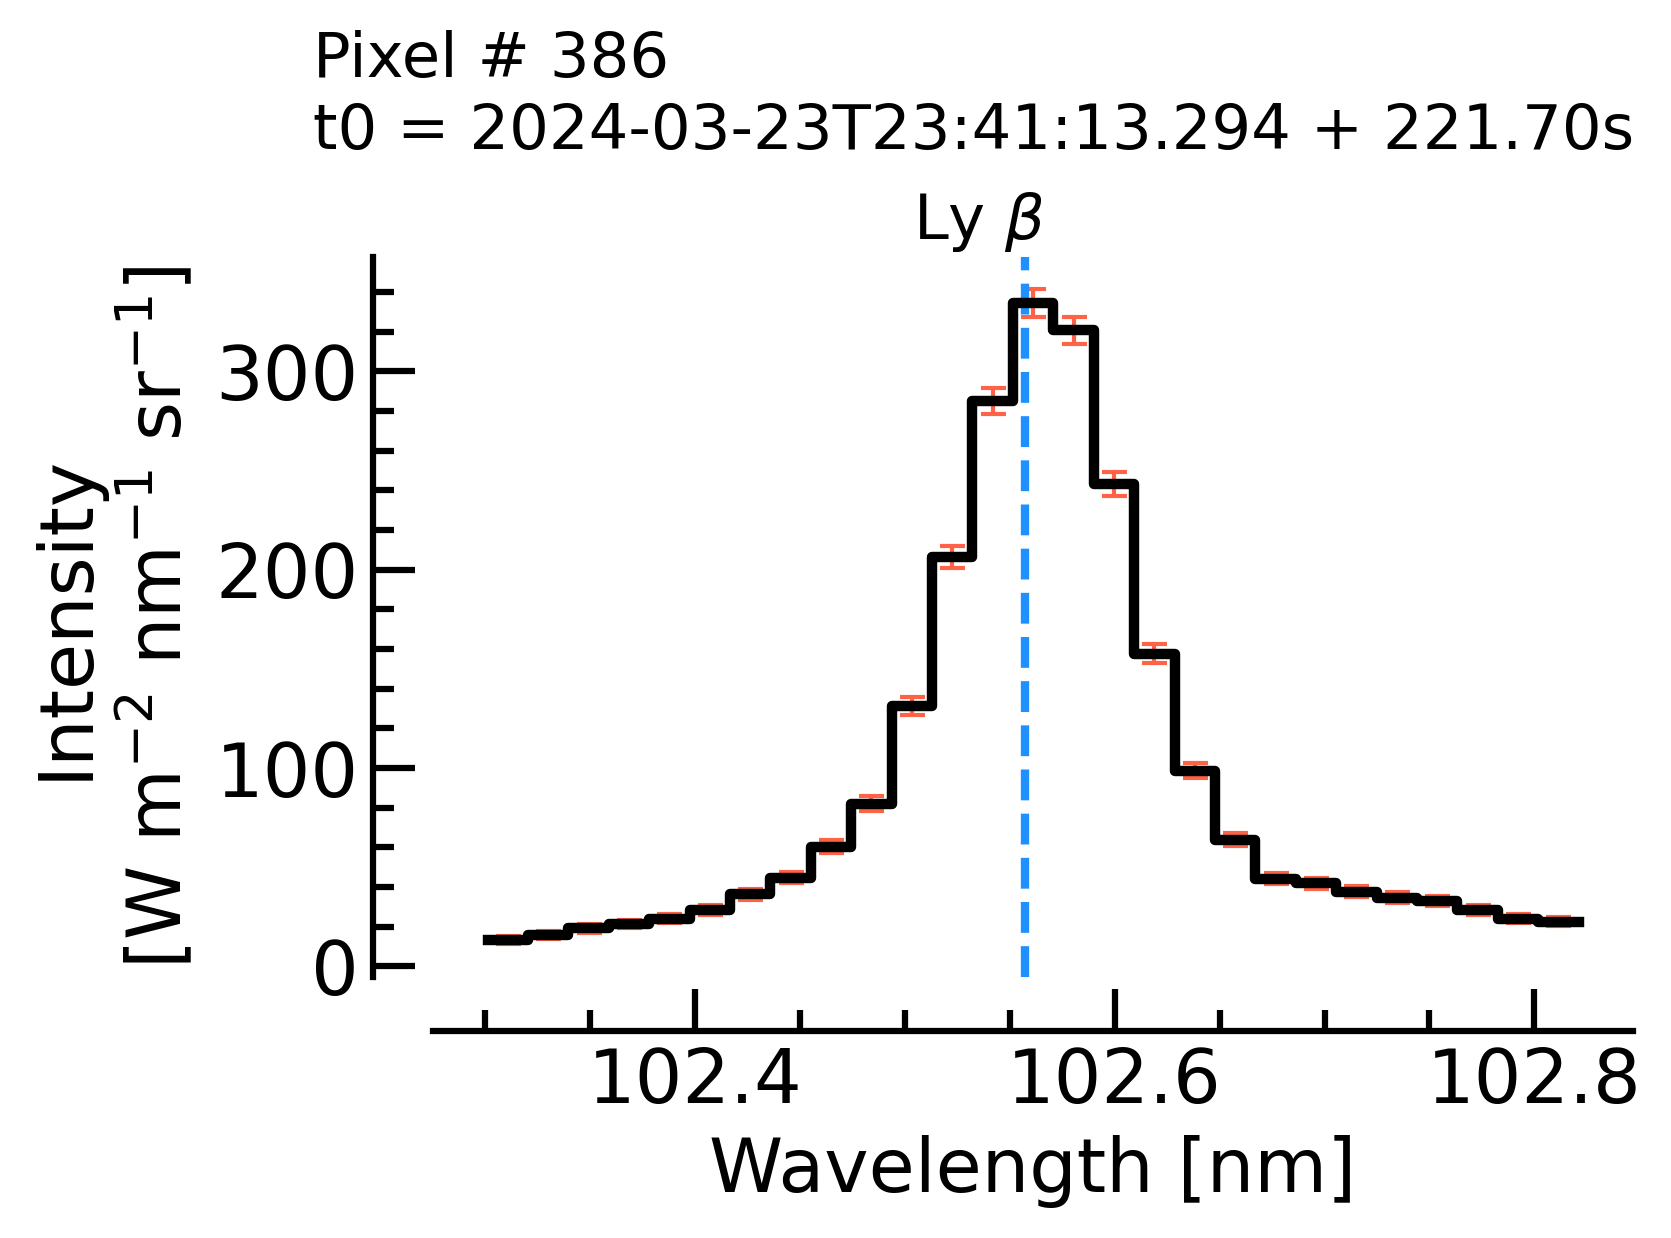 Pixel # 386
t0 = 2024-03-23T23:41:13.294 + 221.70s
Ly β
Intensity
[W m⁻² nm⁻¹ sr⁻¹]
300
200
100
0
102.4 102.6 102.8
Wavelength [nm]